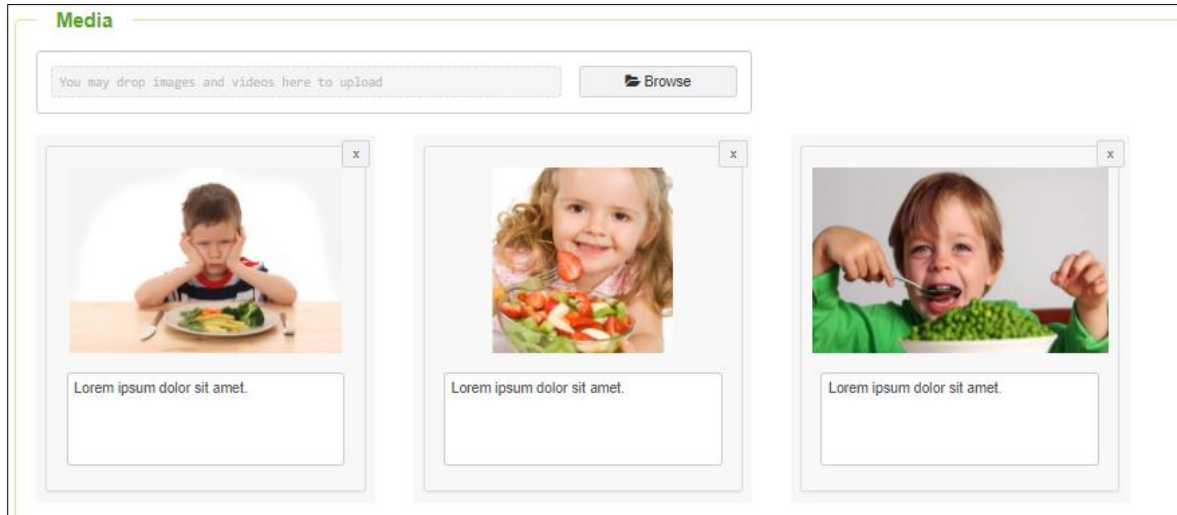 Media
You may drop images and videos here to upload
Browse
x
x
x
Lorem ipsum dolor sit amet.
Lorem ipsum dolor sit amet.
Lorem ipsum dolor sit amet.